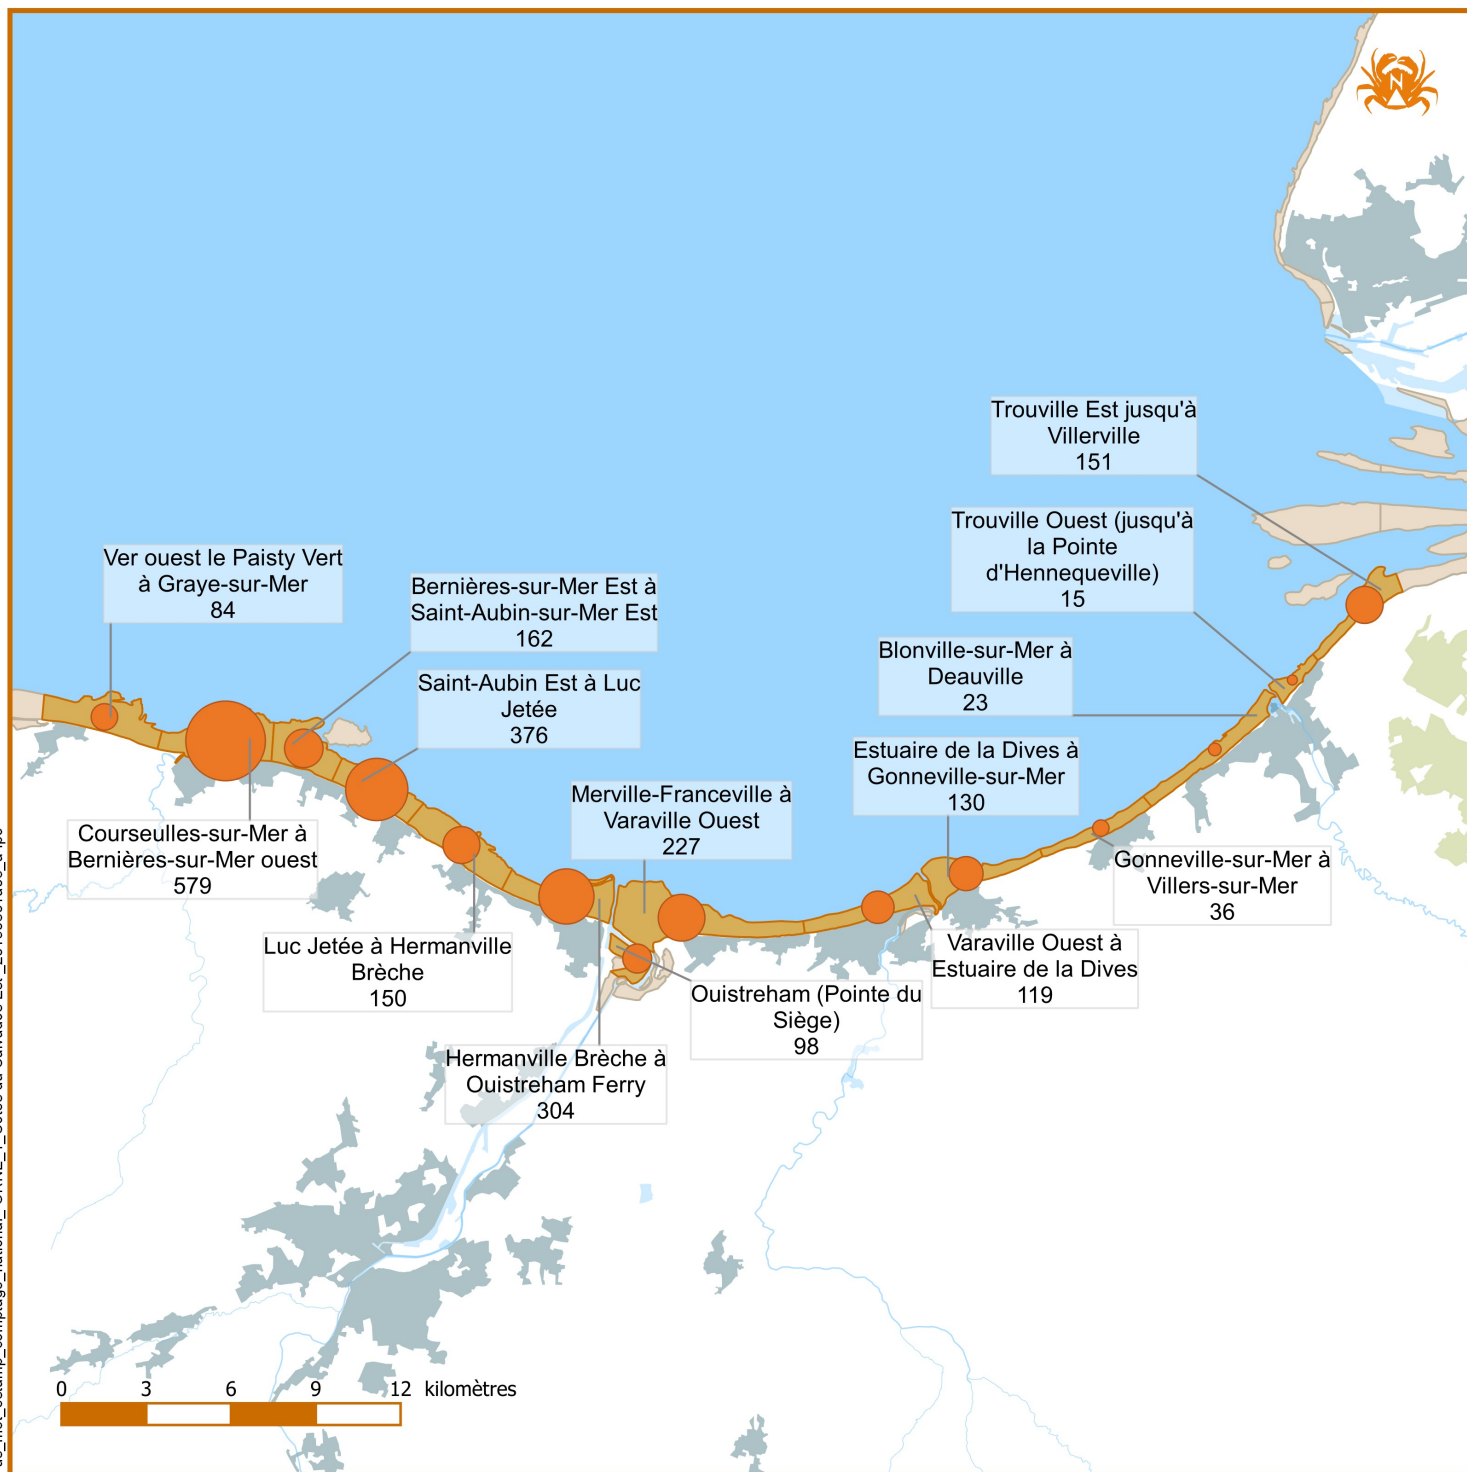 N
Trouville Est jusqu'à
Villerville
151
Trouville Ouest (jusqu'à
la Pointe
d'Hennequeville)
15
Ver ouest le Paisty Vert
à Graye-sur-Mer
84
Bernières-sur-Mer Est à
Saint-Aubin-sur-Mer Est
162
Blonville-sur-Mer à
Deauville
23
Saint-Aubin Est à Luc
Jetée
376
Estuaire de la Dives à
Gonneville-sur-Mer
130
Merville-Franceville à
Varaville Ouest
227
Courseulles-sur-Mer à
Bernières-sur-Mer ouest
579
Gonneville-sur-Mer à
Villers-sur-Mer
36
Luc Jetée à Hermanville
Brèche
150
Varaville Ouest à
Estuaire de la Dives
119
Ouistreham (Pointe du
Siège)
98
Hermanville Brèche à
Ouistreham Ferry
304
0 3 6 9 12 kilomètres